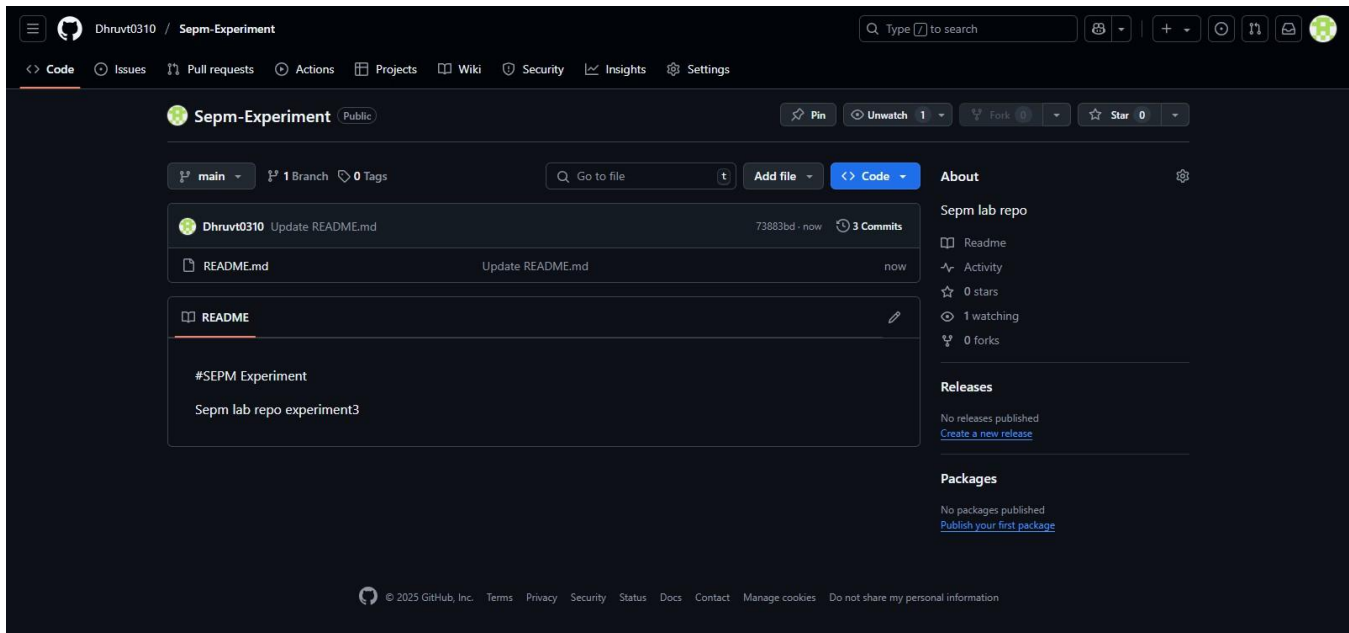 Dhruvt0310 / Sepm-Experiment
Type / to search
Code Issues Pull requests Actions Projects Wiki Security Insights Settings
Sepm-Experiment Public
Pin Unwatch 1 Fork 0 Star 0
main 1 Branch 0 Tags
Go to file t Add file Code
Dhruvt0310 Update README.md 73883bd · now 3 Commits
README.md Update README.md now
README
#SEPM Experiment
Sepm lab repo experiment3
About
Sepm lab repo
Readme
Activity
0 stars
1 watching
0 forks
Releases
No releases published
Create a new release
Packages
No packages published
Publish your first package
© 2025 GitHub, Inc. Terms Privacy Security Status Docs Contact Manage cookies Do not share my personal information